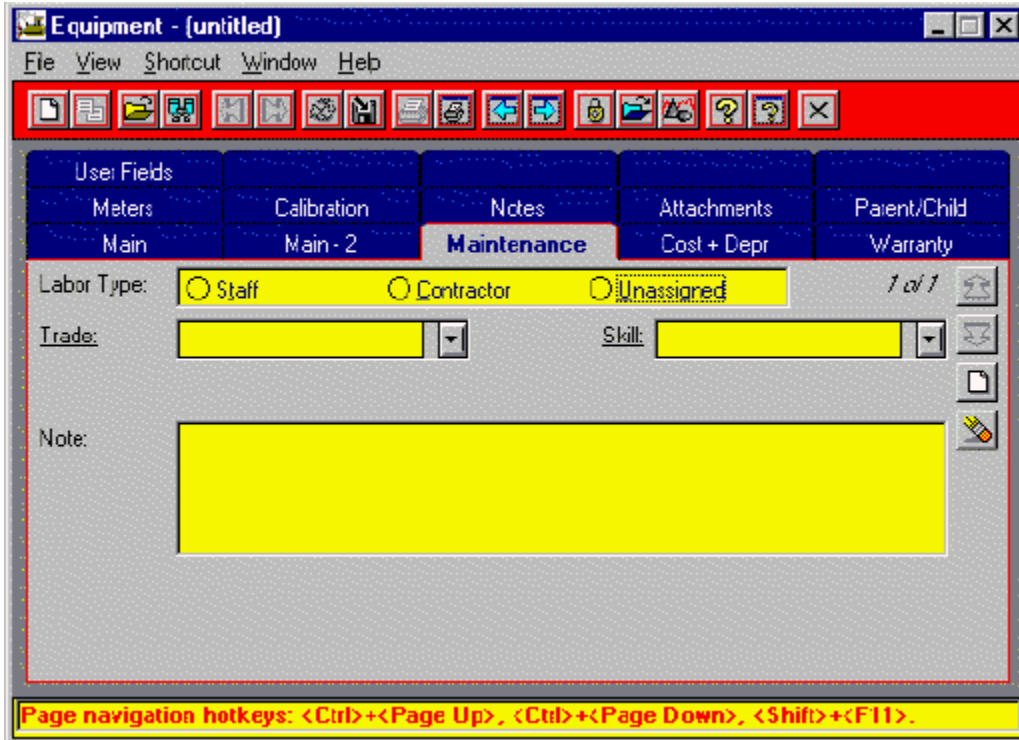 Equipment - (untitled)
File View Shortcut Window Help
User Fields
Meters Calibration Notes Attachments Parent/Child
Main Main - 2 Maintenance Cost + Depr Warranty
Labor Type: Staff Contractor Unassigned 1 of 1
Trade: Skill:
Note:
Page navigation hotkeys: <Ctrl>+<Page Up>, <Ctrl>+<Page Down>, <Shift>+<F11>.